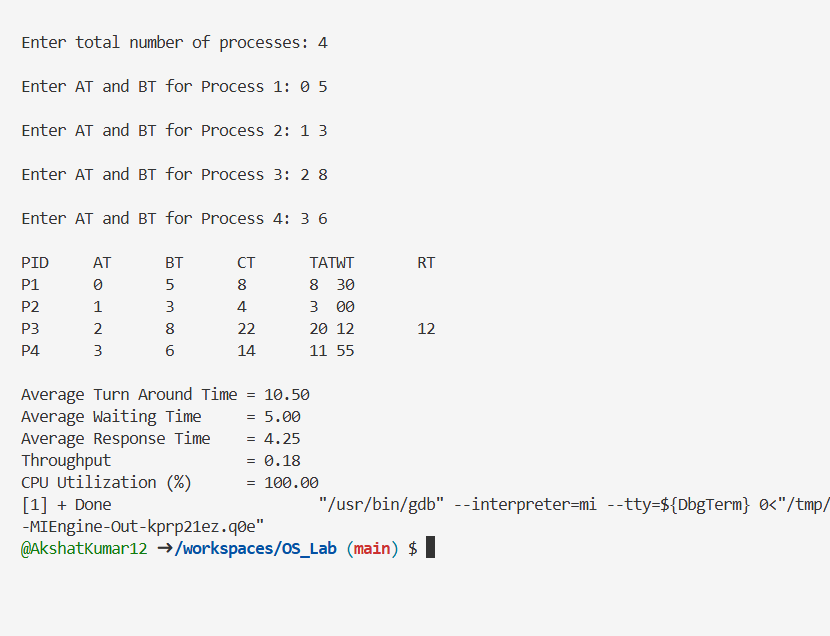 Enter total number of processes: 4
Enter AT and BT for Process 1: 0 5
Enter AT and BT for Process 2: 1 3
Enter AT and BT for Process 3: 2 8
Enter AT and BT for Process 4: 3 6
PID AT BT CT TATWT RT
P1 0 5 8 8 30
P2 1 3 4 3 00
P3 2 8 22 20 12 12
P4 3 6 14 11 55
Average Turn Around Time = 10.50
Average Waiting Time = 5.00
Average Response Time = 4.25
Throughput = 0.18
CPU Utilization (%) = 100.00
[1] + Done "/usr/bin/gdb" --interpreter=mi --tty=${DbgTerm} 0<"/tmp/
-MIEngine-Out-kprp21ez.q0e"
@AkshatKumar12 ➜/workspaces/OS_Lab (main) $